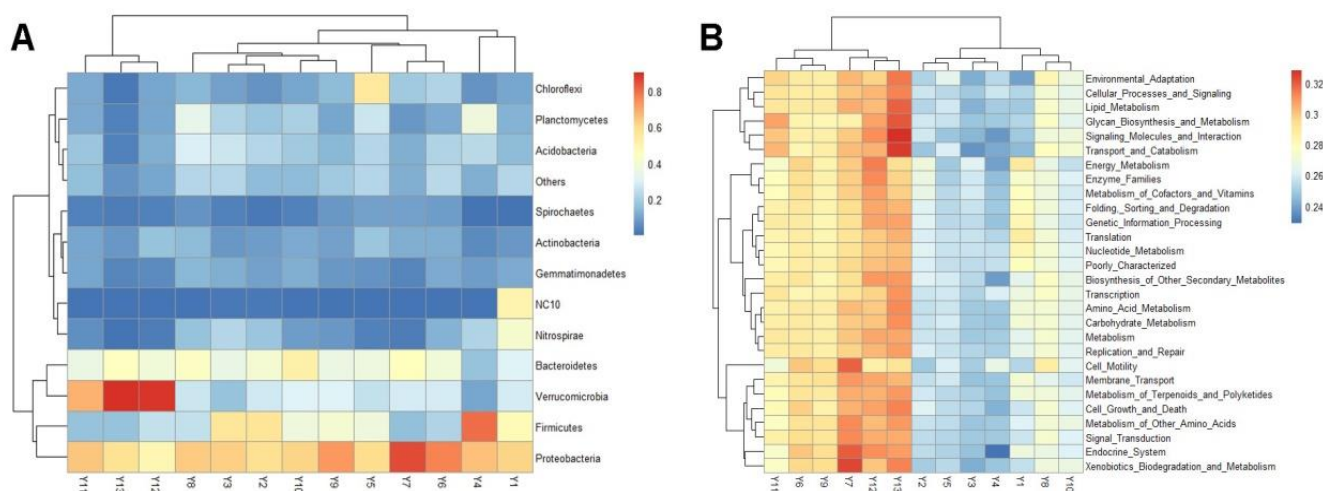 A
Chloroflexi
Planctomycetes
Acidobacteria
Others
Spirochaetes
Actinobacteria
Gemmatimonadetes
NC10
Nitrospirae
Bacteroidetes
Verrucomicrobia
Firmicutes
Proteobacteria
0.8
0.6
0.4
0.2
Y11 Y13 Y12 Y8 Y3 Y2 Y10 Y9 Y5 Y7 Y6 Y4 Y1
B
Environmental_Adaptation
Cellular_Processes_and_Signaling
Lipid_Metabolism
Glycan_Biosynthesis_and_Metabolism
Signaling_Molecules_and_Interaction
Transport_and_Catabolism
Energy_Metabolism
Enzyme_Families
Metabolism_of_Cofactors_and_Vitamins
Folding,_Sorting_and_Degradation
Genetic_Information_Processing
Translation
Nucleotide_Metabolism
Poorly_Characterized
Biosynthesis_of_Other_Secondary_Metabolites
Transcription
Amino_Acid_Metabolism
Carbohydrate_Metabolism
Metabolism
Replication_and_Repair
Cell_Motility
Membrane_Transport
Metabolism_of_Terpenoids_and_Polyketides
Cell_Growth_and_Death
Metabolism_of_Other_Amino_Acids
Signal_Transduction
Endocrine_System
Xenobiotics_Biodegradation_and_Metabolism
0.32
0.3
0.28
0.26
0.24
Y11 Y6 Y9 Y7 Y12 Y13 Y2 Y5 Y3 Y4 Y1 Y8 Y10